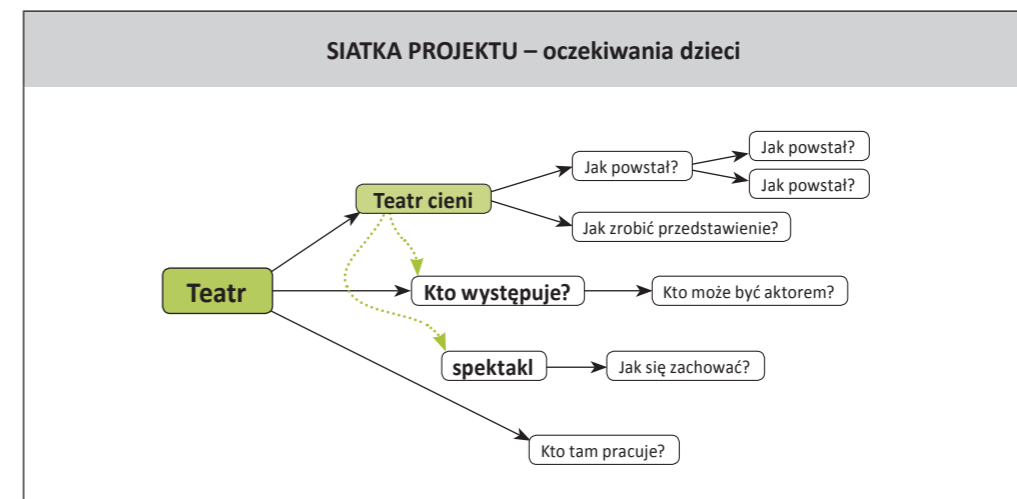 SIATKA PROJEKTU – oczekiwania dzieci
Jak powstał?
Jak powstał?
Jak powstał?
Teatr cieni
Jak zrobić przedstawienie?
Teatr
Kto występuje?
Kto może być aktorem?
spektakl
Jak się zachować?
Kto tam pracuje?